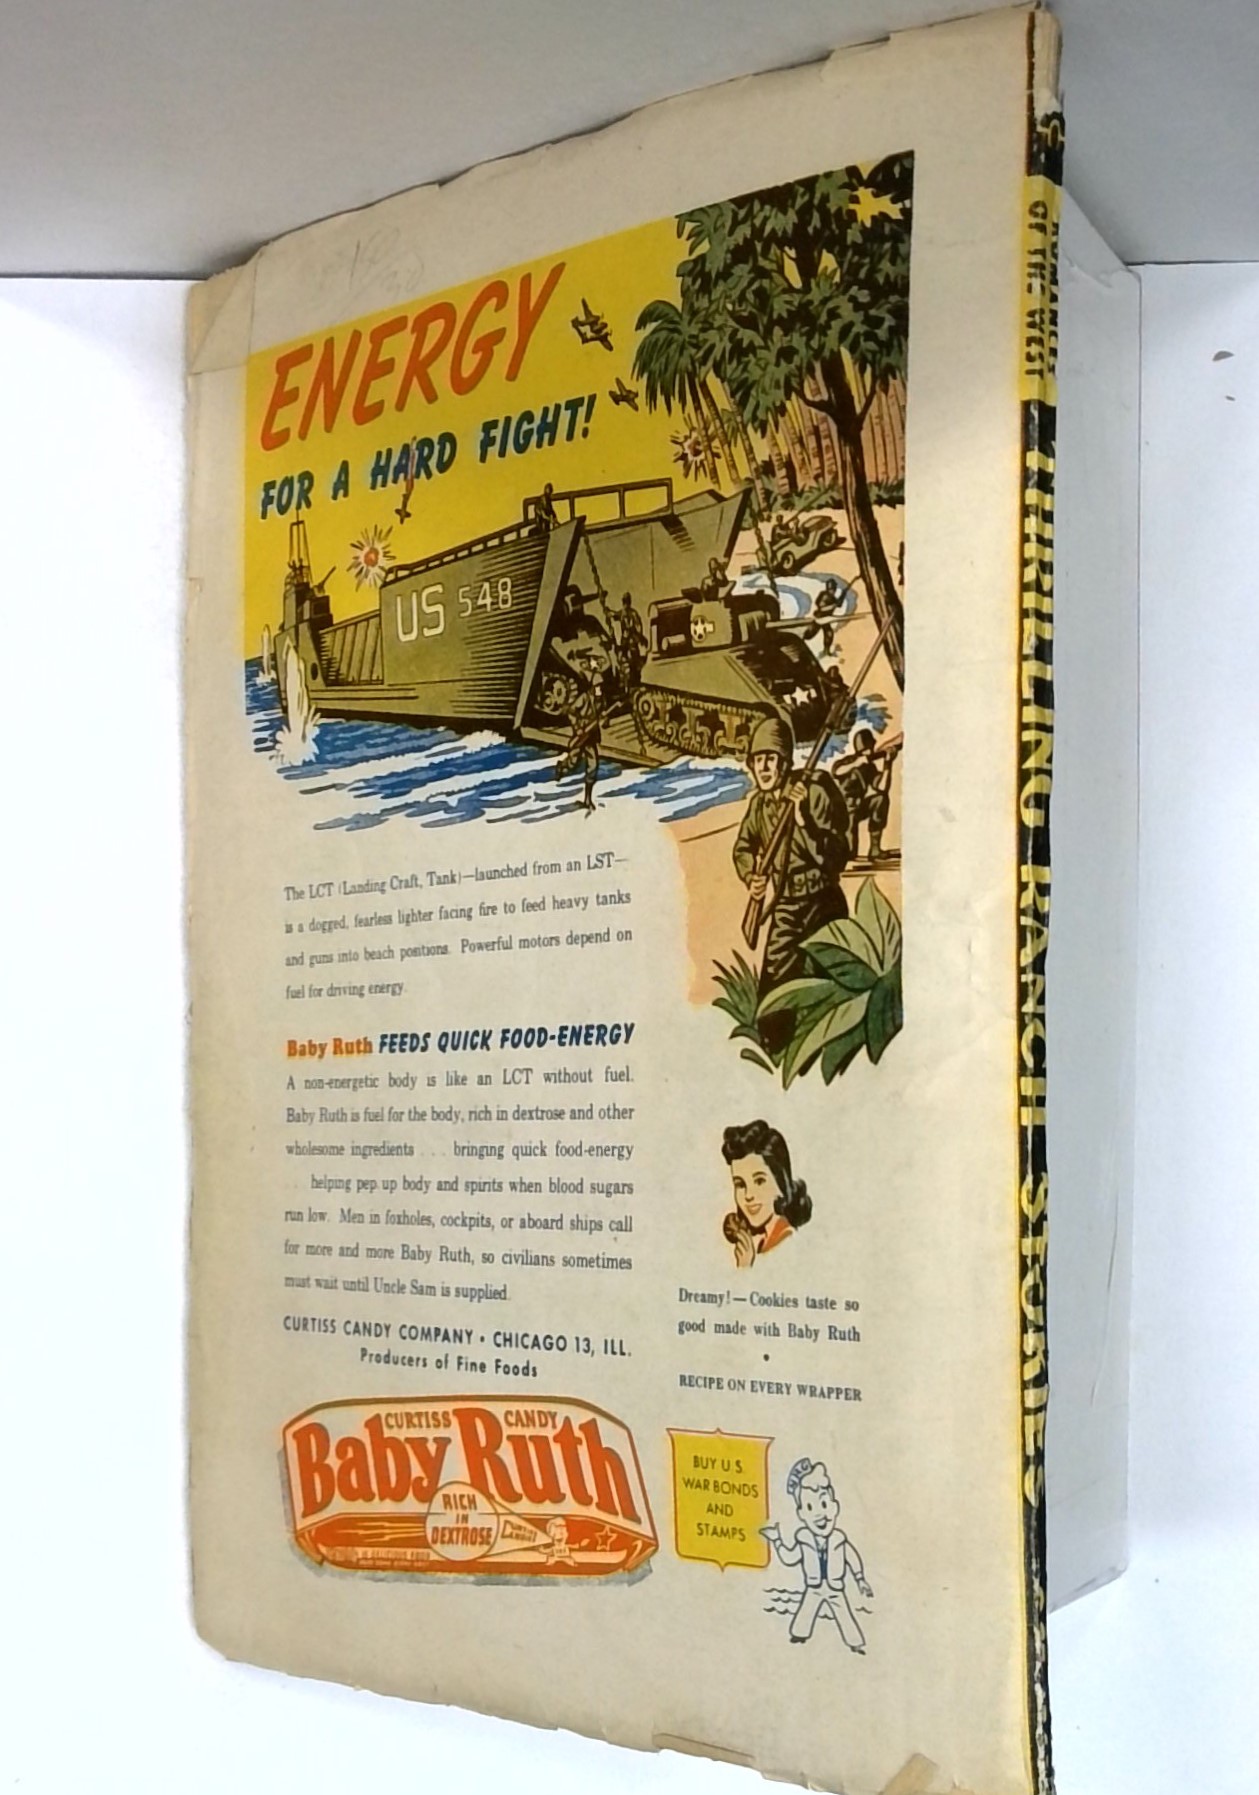 ENERGY
FOR A HARD FIGHT!
US 548
The LCT (Landing Craft, Tank)—launched from an LST—
is a dogged, fearless lighter facing fire to feed heavy tanks
and guns into beach positions. Powerful motors depend on
fuel for driving energy.
Baby Ruth FEEDS QUICK FOOD-ENERGY
A non-energetic body is like an LCT without fuel.
Baby Ruth is fuel for the body, rich in dextrose and other
wholesome ingredients . . . bringing quick food-energy
. . helping pep up body and spirits when blood sugars
run low. Men in foxholes, cockpits, or aboard ships call
for more and more Baby Ruth, so civilians sometimes
must wait until Uncle Sam is supplied.
CURTISS CANDY COMPANY • CHICAGO 13, ILL.
Producers of Fine Foods
CURTISS CANDY
Baby Ruth
RICH
IN
DEXTROSE
CURTISS
CANDIES
Dreamy!—Cookies taste so
good made with Baby Ruth
•
RECIPE ON EVERY WRAPPER
BUY U.S.
WAR BONDS
AND
STAMPS
ROMANCES
OF THE WEST
THRILLING RANCH STORIES